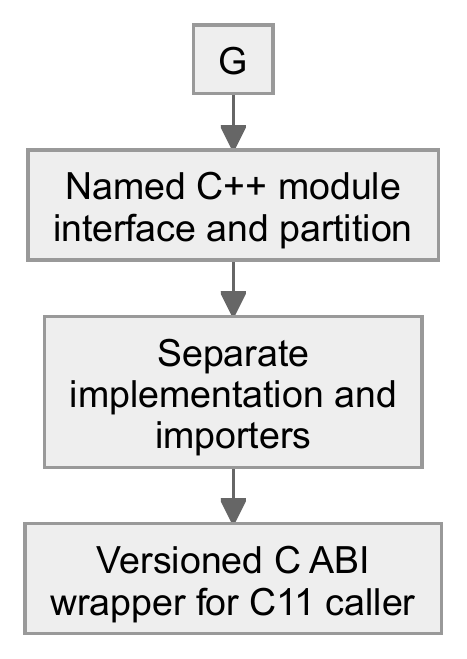 G
Named C++ module
interface and partition
Separate
implementation and
importers
Versioned C ABI
wrapper for C11 caller